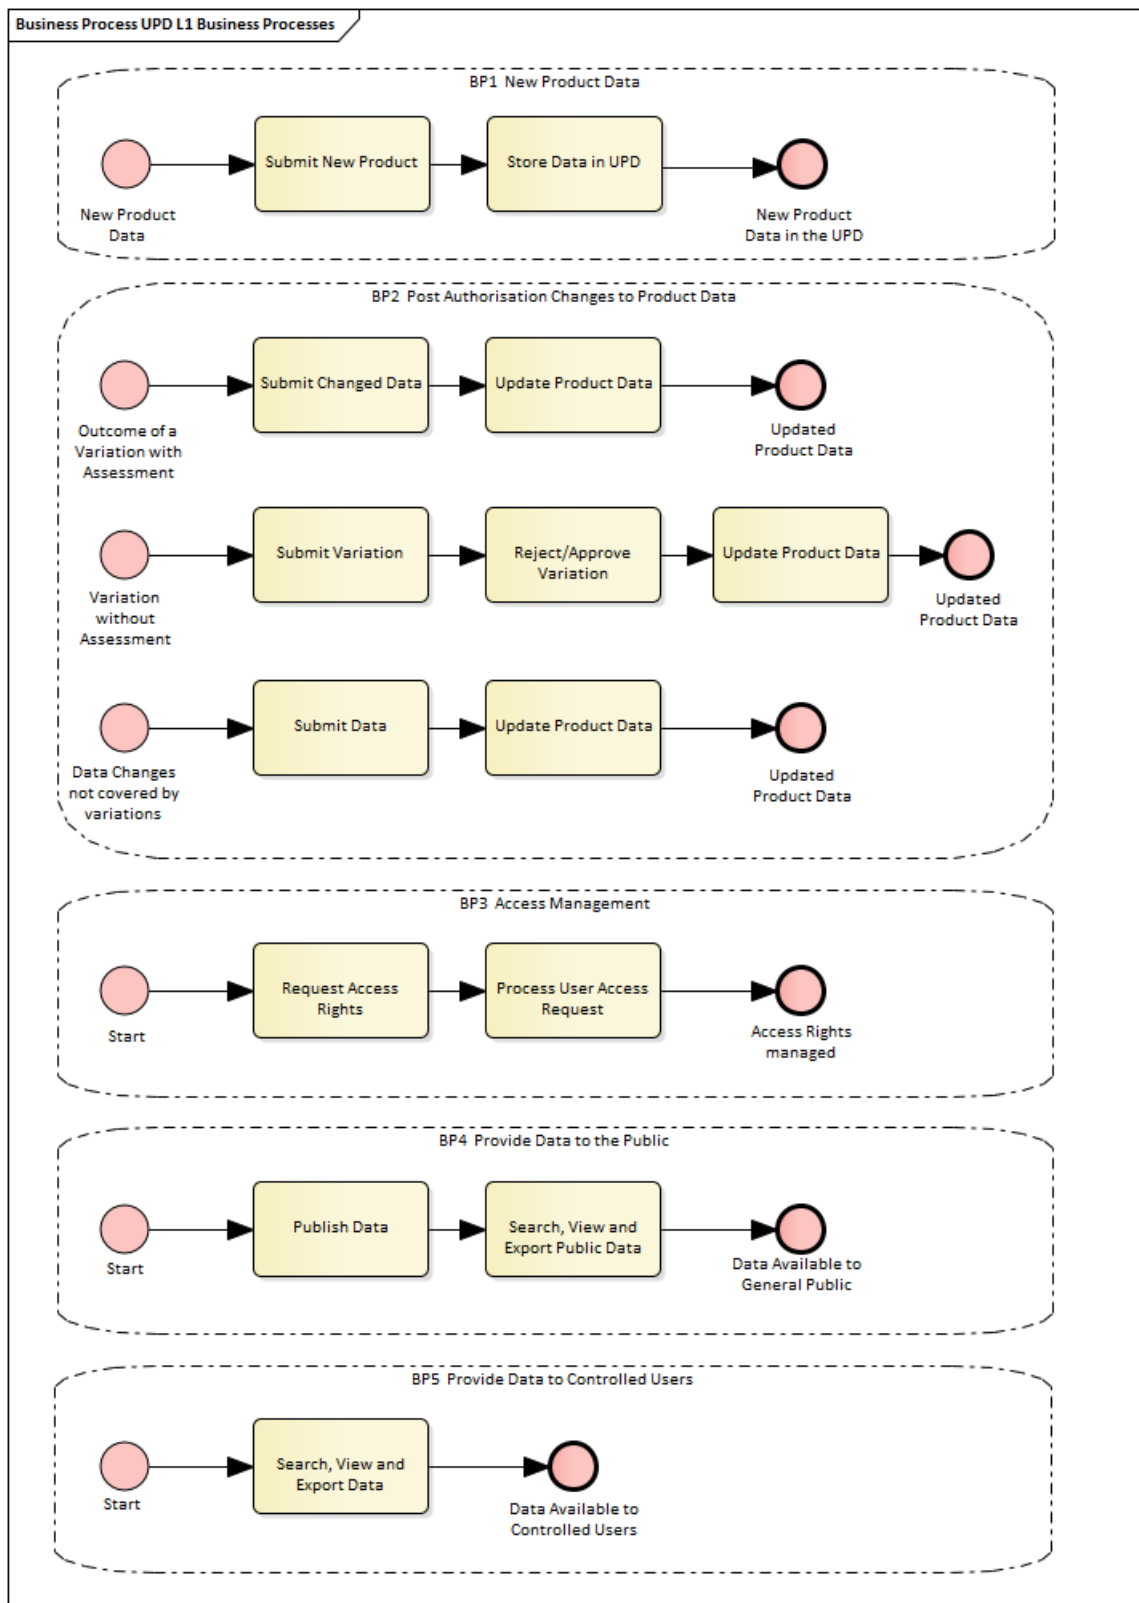 Business Process UPD L1 Business Processes
BP1 New Product Data
Submit New Product
Store Data in UPD
New Product
Data
New Product
Data in the UPD
BP2 Post Authorisation Changes to Product Data
Submit Changed Data
Update Product Data
Outcome of a
Variation with
Assessment
Updated
Product Data
Submit Variation
Reject/Approve
Variation
Update Product Data
Variation
without
Assessment
Updated
Product Data
Submit Data
Update Product Data
Data Changes
not covered by
variations
Updated
Product Data
BP3 Access Management
Request Access
Rights
Process User Access
Request
Start
Access Rights
managed
BP4 Provide Data to the Public
Publish Data
Search, View and
Export Public Data
Start
Data Available to
General Public
BP5 Provide Data to Controlled Users
Search, View and
Export Data
Start
Data Available to
Controlled Users